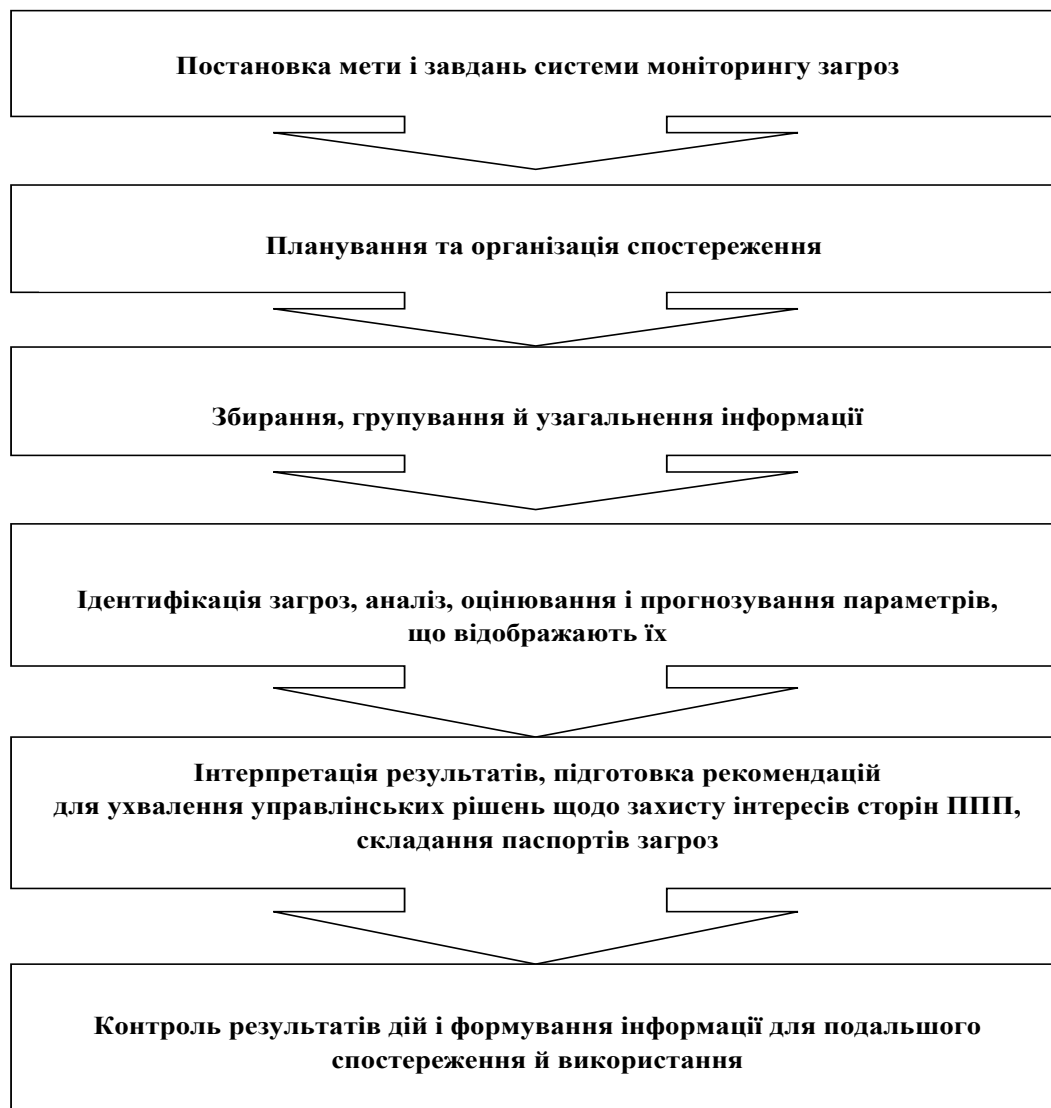 Постановка мети і завдань системи моніторингу загроз
Планування та організація спостереження
Збирання, групування й узагальнення інформації
Ідентифікація загроз, аналіз, оцінювання і прогнозування параметрів,
що відображають їх
Інтерпретація результатів, підготовка рекомендацій
для ухвалення управлінських рішень щодо захисту інтересів сторін ППП,
складання паспортів загроз
Контроль результатів дій і формування інформації для подальшого
спостереження й використання